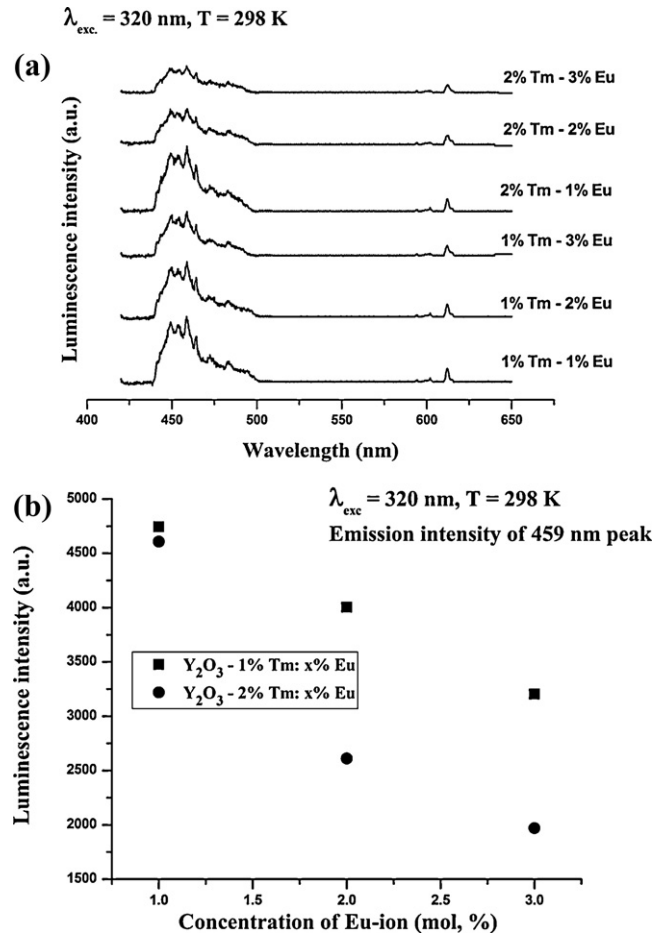 λexc. = 320 nm, T = 298 K
(a)
Luminescence intensity (a.u.)
2% Tm - 3% Eu
2% Tm - 2% Eu
2% Tm - 1% Eu
1% Tm - 3% Eu
1% Tm - 2% Eu
1% Tm - 1% Eu
400 450 500 550 600 650
Wavelength (nm)
(b)
λexc = 320 nm, T = 298 K
Emission intensity of 459 nm peak
Luminescence intensity (a.u.)
5000
4500
4000
3500
3000
2500
2000
1500
Y2O3 - 1% Tm: x% Eu
Y2O3 - 2% Tm: x% Eu
1.0 1.5 2.0 2.5 3.0
Concentration of Eu-ion (mol, %)